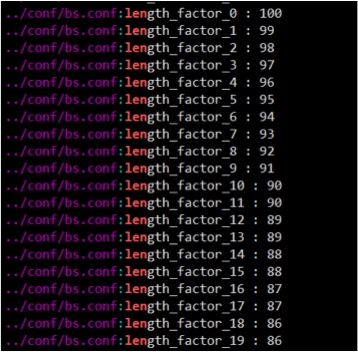 ../conf/bs.conf:length_factor_0 : 100
../conf/bs.conf:length_factor_1 : 99
../conf/bs.conf:length_factor_2 : 98
../conf/bs.conf:length_factor_3 : 97
../conf/bs.conf:length_factor_4 : 96
../conf/bs.conf:length_factor_5 : 95
../conf/bs.conf:length_factor_6 : 94
../conf/bs.conf:length_factor_7 : 93
../conf/bs.conf:length_factor_8 : 92
../conf/bs.conf:length_factor_9 : 91
../conf/bs.conf:length_factor_10 : 90
../conf/bs.conf:length_factor_11 : 90
../conf/bs.conf:length_factor_12 : 89
../conf/bs.conf:length_factor_13 : 89
../conf/bs.conf:length_factor_14 : 88
../conf/bs.conf:length_factor_15 : 88
../conf/bs.conf:length_factor_16 : 87
../conf/bs.conf:length_factor_17 : 87
../conf/bs.conf:length_factor_18 : 86
../conf/bs.conf:length_factor_19 : 86